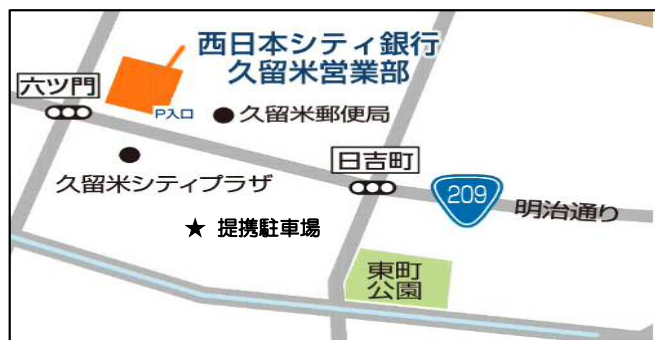 西日本シティ銀行
久留米営業部
六ツ門
P入口
久留米郵便局
日吉町
久留米シティプラザ
209
明治通り
★ 提携駐車場
東町
公園